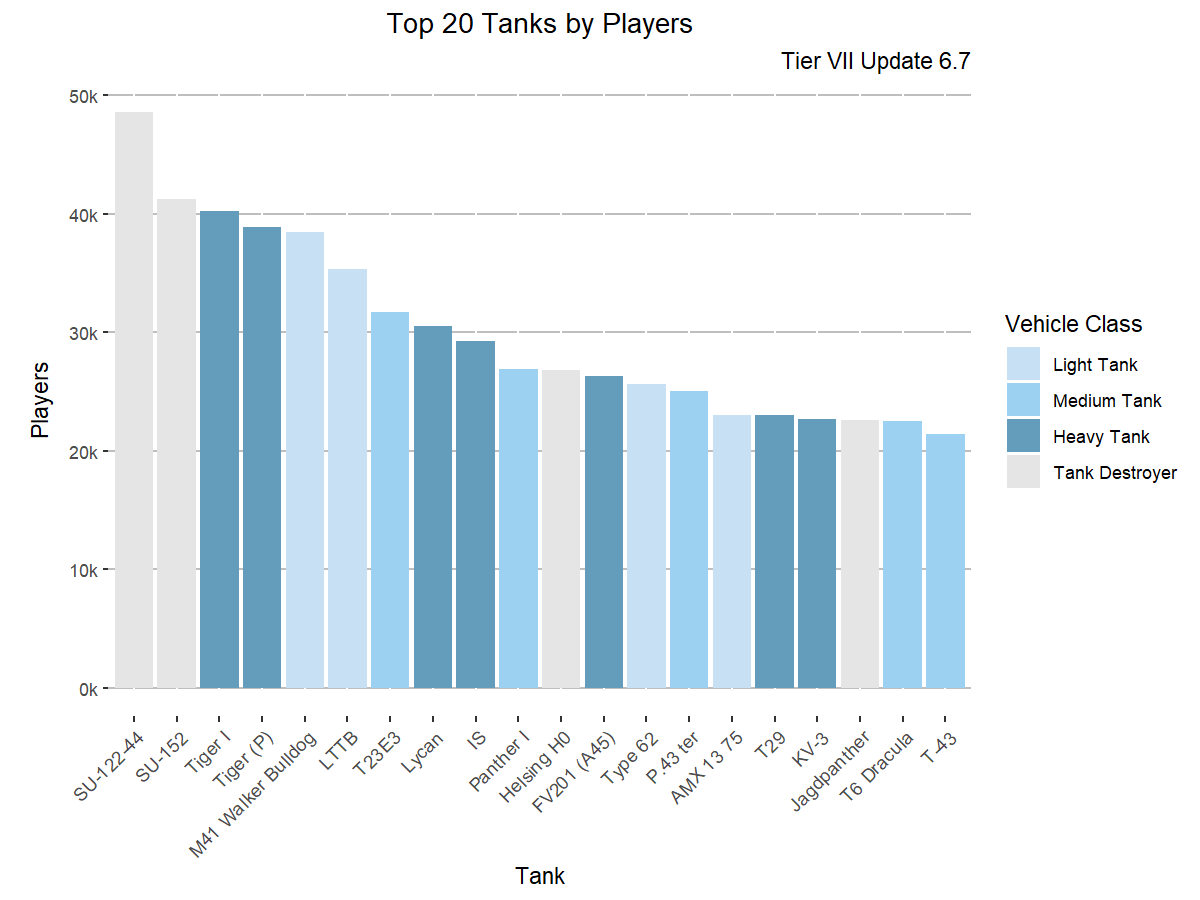 Top 20 Tanks by Players
Tier VII Update 6.7
50k
40k
30k
20k
10k
0k
Players
SU-122-44
SU-152
Tiger I
Tiger (P)
M41 Walker Bulldog
LTTB
T23E3
Lycan
IS
Panther I
Helsing H0
FV201 (A45)
Type 62
P.43 ter
AMX 13 75
T29
KV-3
Jagdpanther
T6 Dracula
T-43
Tank
Vehicle Class
Light Tank
Medium Tank
Heavy Tank
Tank Destroyer